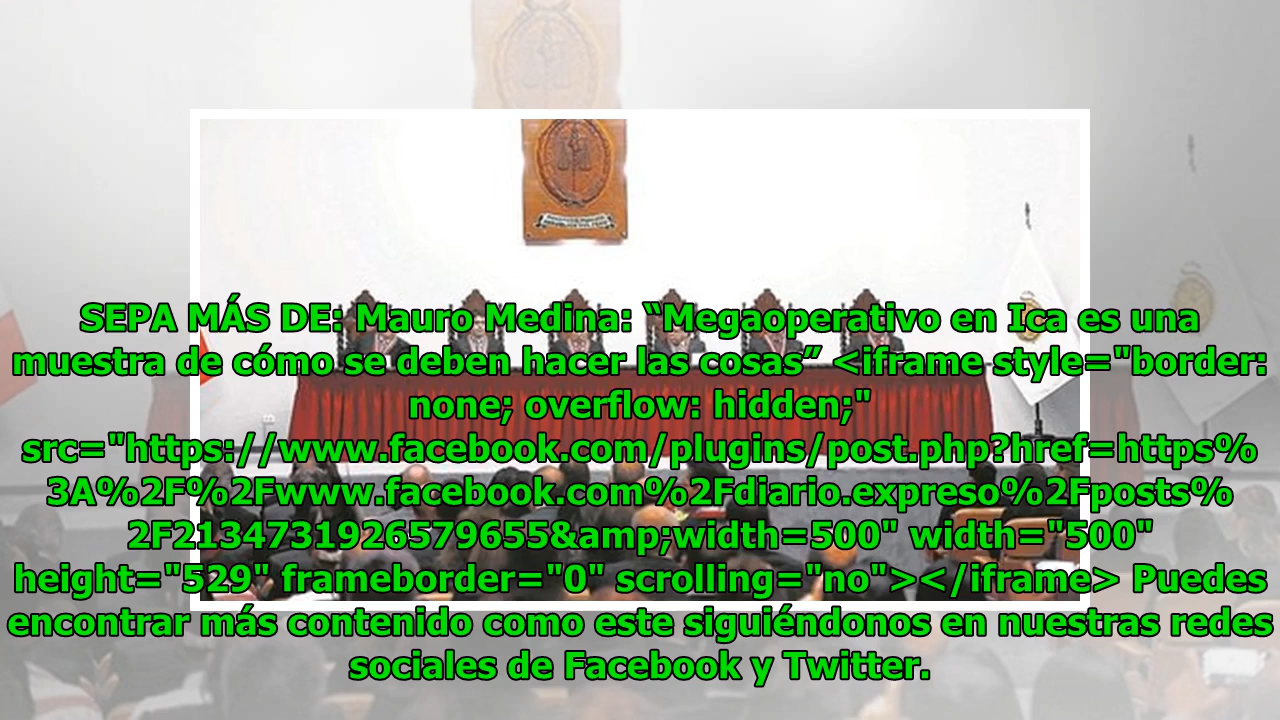 SEPA MÁS DE: Mauro Medina: “Megaoperativo en Ica es una
muestra de cómo se deben hacer las cosas” <iframe style="border:
none; overflow: hidden;"
src="https://www.facebook.com/plugins/post.php?href=https%
3A%2F%2Fwww.facebook.com%2Fdiario.expreso%2Fposts%
2F2134731926579655&amp;width=500" width="500"
height="529" frameborder="0" scrolling="no"></iframe> Puedes
encontrar más contenido como este siguiéndonos en nuestras redes
sociales de Facebook y Twitter.